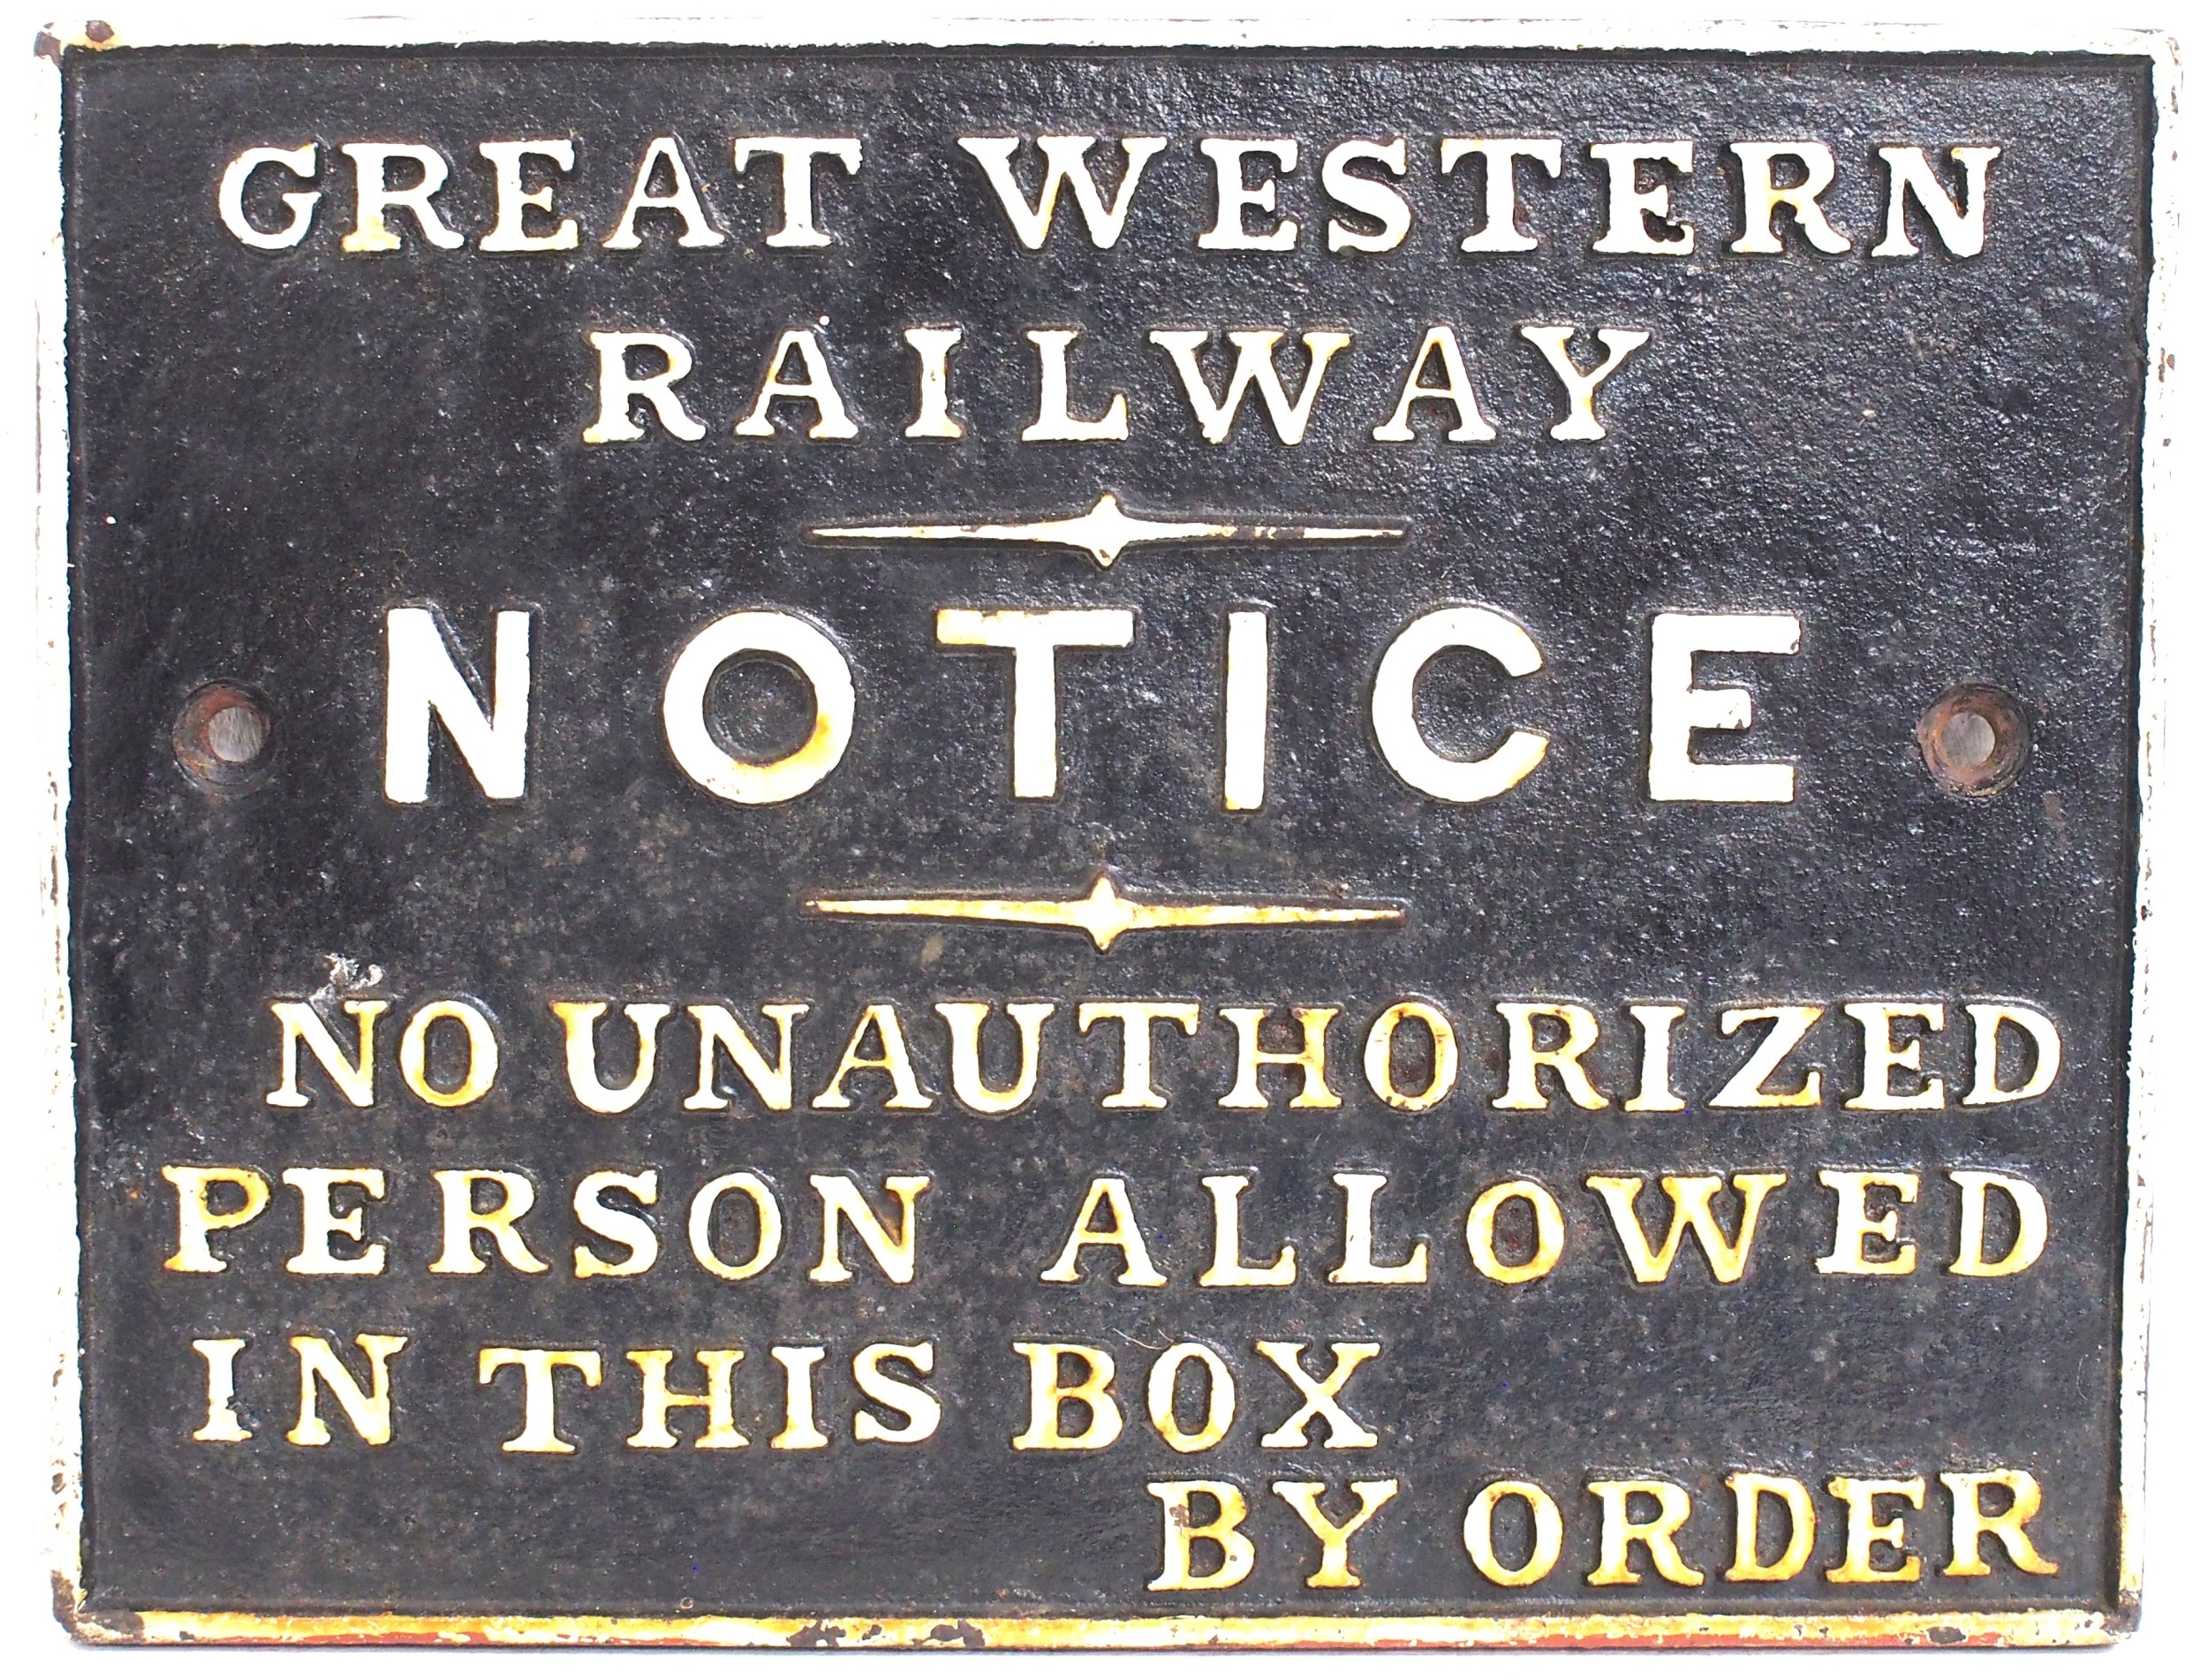 GREAT WESTERN
RAILWAY
NOTICE
NO UNAUTHORIZED
PERSON ALLOWED
IN THIS BOX
BY ORDER